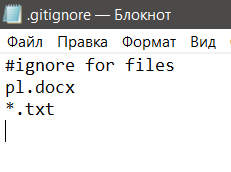 .gitignore — Блокнот
Файл Правка Формат Вид
#ignore for files
pl.docx
*.txt